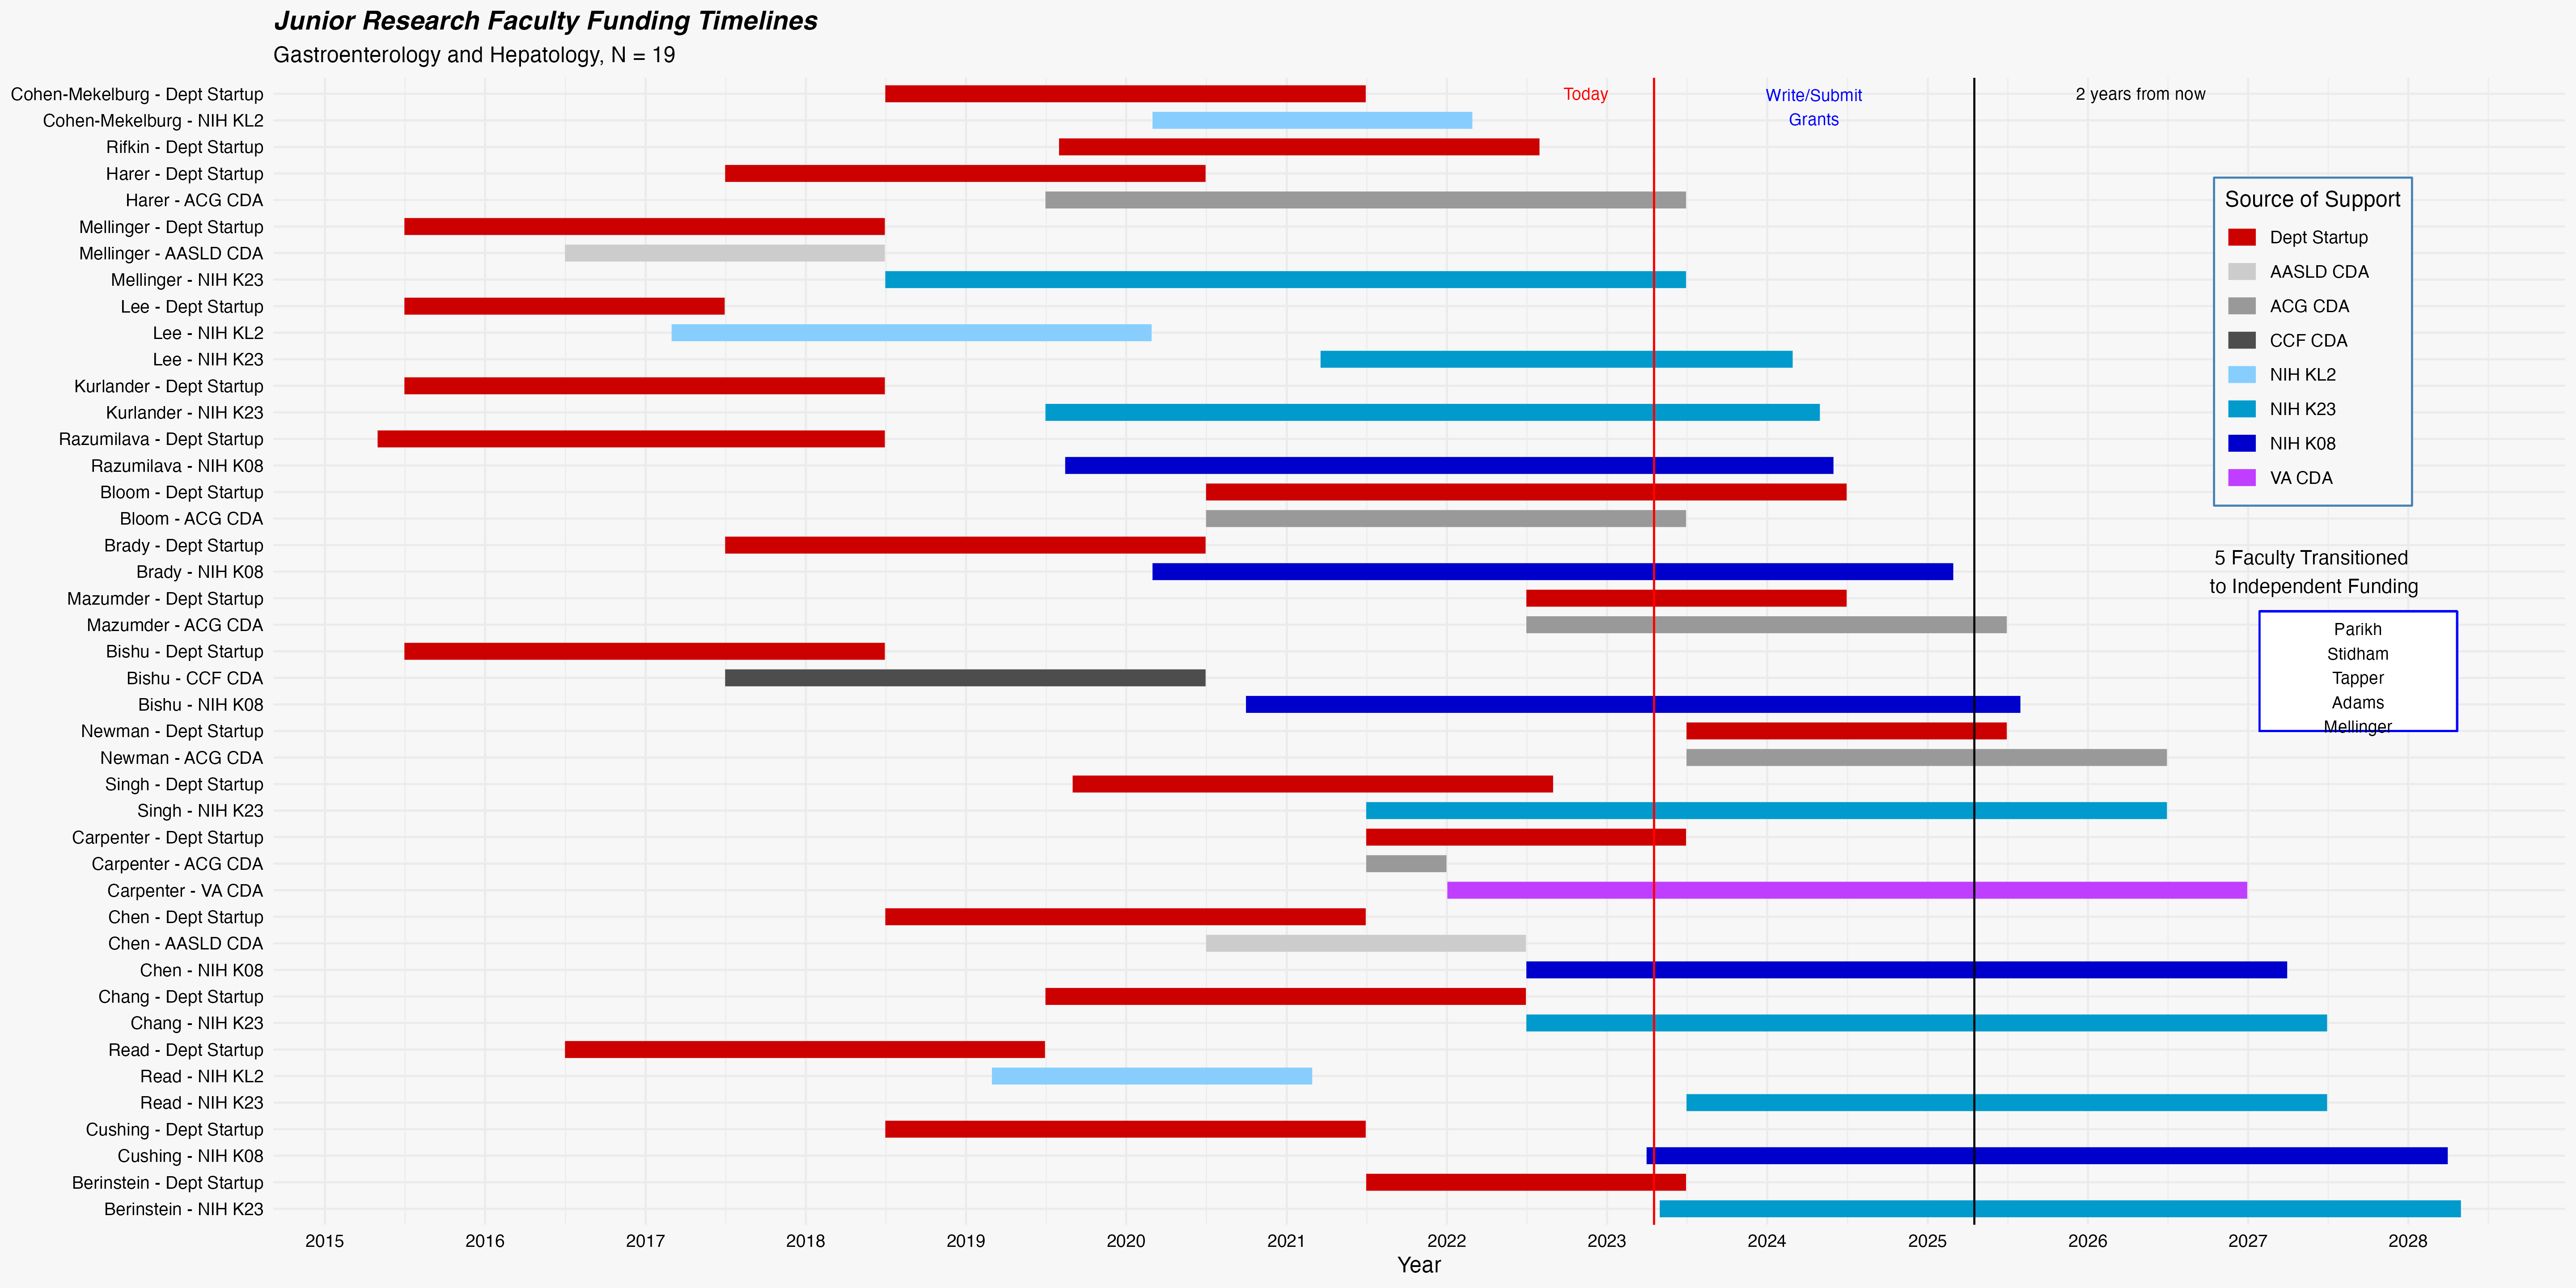 Junior Research Faculty Funding Timelines
Gastroenterology and Hepatology, N = 19
Cohen-Mekelburg - Dept Startup
Cohen-Mekelburg - NIH KL2
Rifkin - Dept Startup
Harer - Dept Startup
Harer - ACG CDA
Mellinger - Dept Startup
Mellinger - AASLD CDA
Mellinger - NIH K23
Lee - Dept Startup
Lee - NIH KL2
Lee - NIH K23
Kurlander - Dept Startup
Kurlander - NIH K23
Razumilava - Dept Startup
Razumilava - NIH K08
Bloom - Dept Startup
Bloom - ACG CDA
Brady - Dept Startup
Brady - NIH K08
Mazumder - Dept Startup
Mazumder - ACG CDA
Bishu - Dept Startup
Bishu - CCF CDA
Bishu - NIH K08
Newman - Dept Startup
Newman - ACG CDA
Singh - Dept Startup
Singh - NIH K23
Carpenter - Dept Startup
Carpenter - ACG CDA
Carpenter - VA CDA
Chen - Dept Startup
Chen - AASLD CDA
Chen - NIH K08
Chang - Dept Startup
Chang - NIH K23
Read - Dept Startup
Read - NIH KL2
Read - NIH K23
Cushing - Dept Startup
Cushing - NIH K08
Berinstein - Dept Startup
Berinstein - NIH K23
Today
Write/Submit
Grants
2 years from now
Source of Support
Dept Startup
AASLD CDA
ACG CDA
CCF CDA
NIH KL2
NIH K23
NIH K08
VA CDA
5 Faculty Transitioned
to Independent Funding
Parikh
Stidham
Tapper
Adams
Mellinger
2015 2016 2017 2018 2019 2020 2021 2022 2023 2024 2025 2026 2027 2028
Year